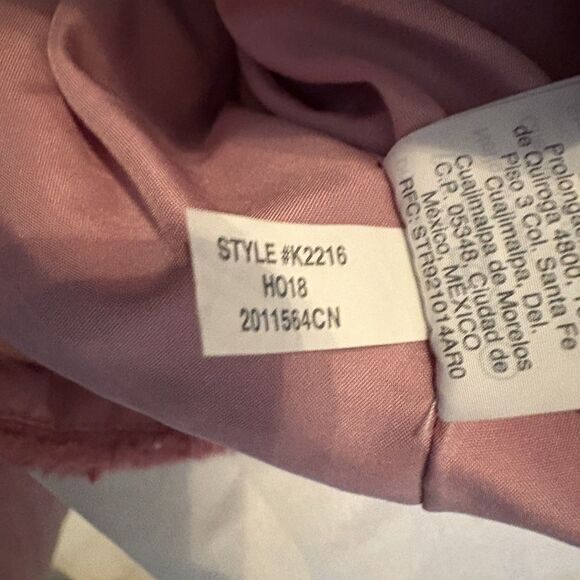 STYLE #K2216
HO18
2011564CN
Prolong
de Quiroga 4800,
Piso 3 Col. Santa Fe
Cuajimalpa, Del.
Cuajimalpa de Morelos
C.P. 05348, Ciudad de
México, MEXICO
RFC: STR921014AR0